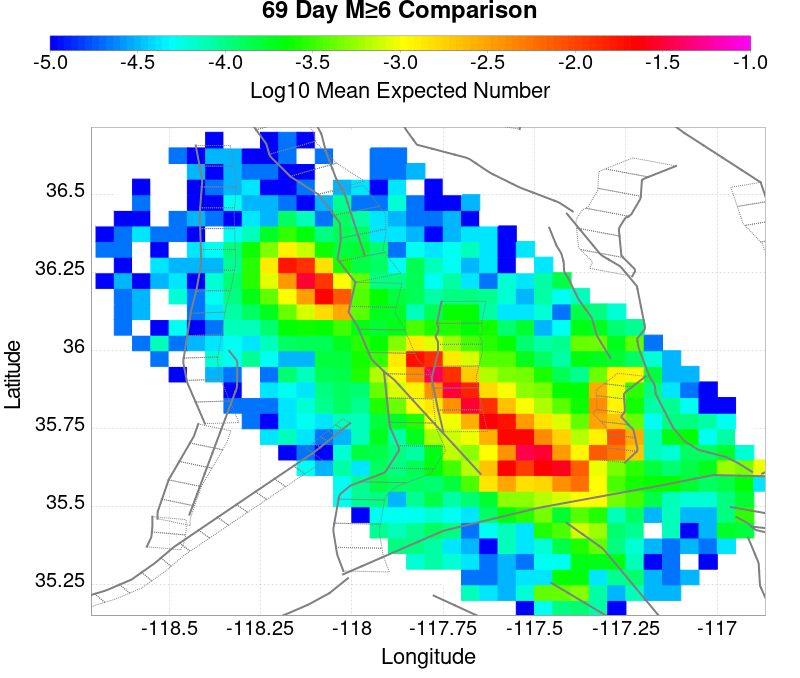 69 Day M≥6 Comparison
-5.0 -4.5 -4.0 -3.5 -3.0 -2.5 -2.0 -1.5 -1.0
Log10 Mean Expected Number
36.5
36.25
36
35.75
35.5
35.25
Latitude
-118.5 -118.25 -118 -117.75 -117.5 -117.25 -117
Longitude